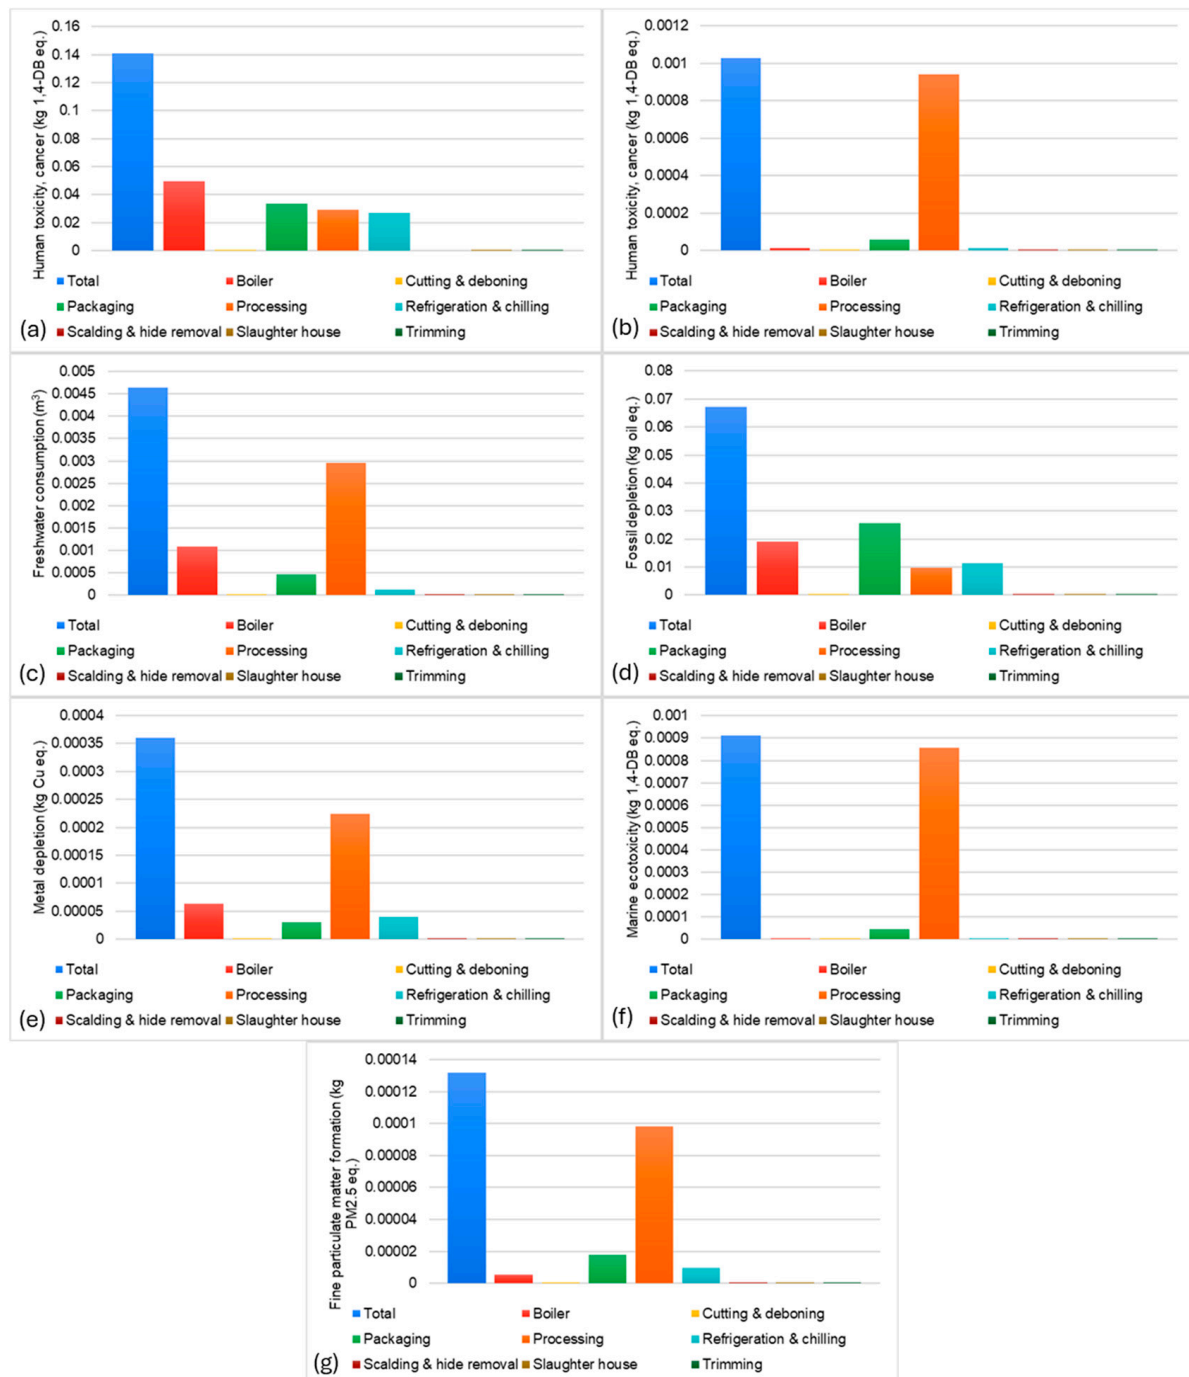 Human toxicity, cancer (kg 1,4-DB eq.)
0.16
0.14
0.12
0.1
0.08
0.06
0.04
0.02
0
Total Boiler Cutting & deboning
Packaging Processing Refrigeration & chilling
Scalding & hide removal Slaughter house Trimming
(a)
Human toxicity, cancer (kg 1,4-DB eq.)
0.0012
0.001
0.0008
0.0006
0.0004
0.0002
0
Total Boiler Cutting & deboning
Packaging Processing Refrigeration & chilling
Scalding & hide removal Slaughter house Trimming
(b)
Freshwater consumption (m³)
0.005
0.0045
0.004
0.0035
0.003
0.0025
0.002
0.0015
0.001
0.0005
0
Total Boiler Cutting & deboning
Packaging Processing Refrigeration & chilling
Scalding & hide removal Slaughter house Trimming
(c)
Fossil depletion (kg oil eq.)
0.08
0.07
0.06
0.05
0.04
0.03
0.02
0.01
0
Total Boiler Cutting & deboning
Packaging Processing Refrigeration & chilling
Scalding & hide removal Slaughter house Trimming
(d)
Metal depletion (kg Cu eq.)
0.0004
0.00035
0.0003
0.00025
0.0002
0.00015
0.0001
0.00005
0
Total Boiler Cutting & deboning
Packaging Processing Refrigeration & chilling
Scalding & hide removal Slaughter house Trimming
(e)
Marine ecotoxicity (kg 1,4-DB eq.)
0.001
0.0009
0.0008
0.0007
0.0006
0.0005
0.0004
0.0003
0.0002
0.0001
0
Total Boiler Cutting & deboning
Packaging Processing Refrigeration & chilling
Scalding & hide removal Slaughter house Trimming
(f)
Fine particulate matter formation (kg
PM2.5 eq.)
0.00014
0.00012
0.0001
0.00008
0.00006
0.00004
0.00002
0
Total Boiler Cutting & deboning
Packaging Processing Refrigeration & chilling
Scalding & hide removal Slaughter house Trimming
(g)